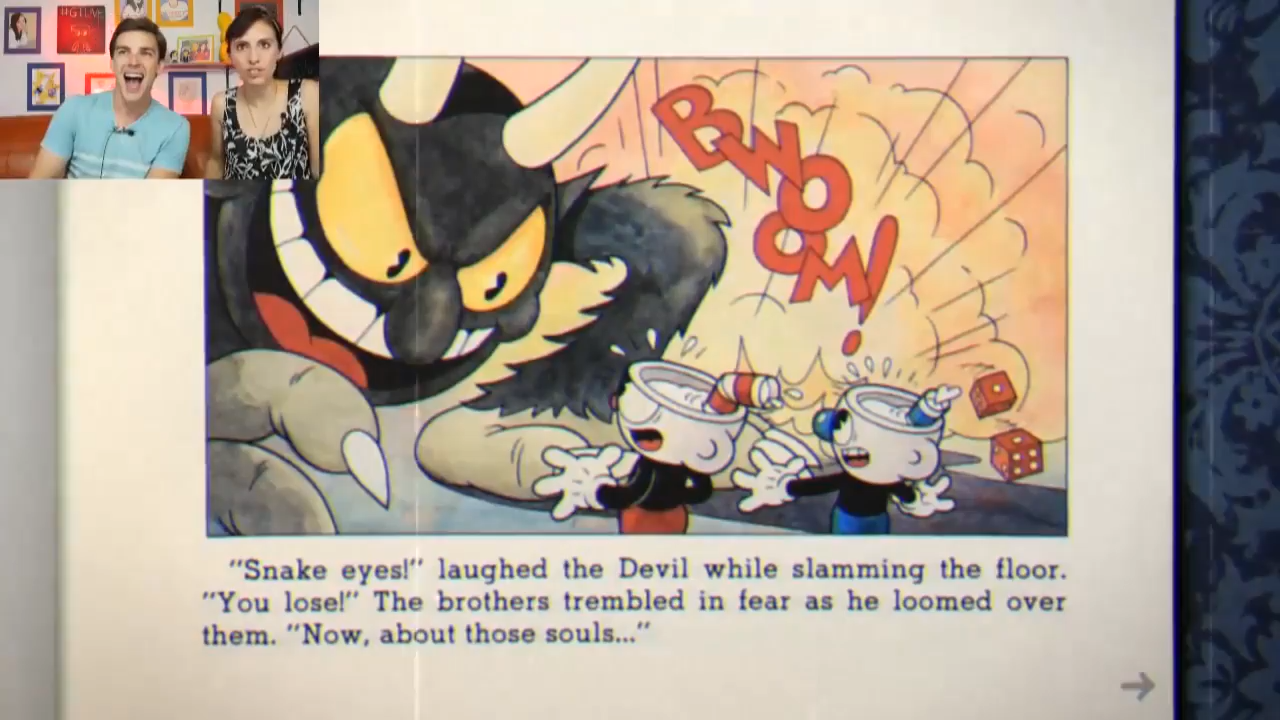 #GTLIVE
BWOOM!
"Snake eyes!" laughed the Devil while slamming the floor.
"You lose!" The brothers trembled in fear as he loomed over
them. "Now, about those souls..."